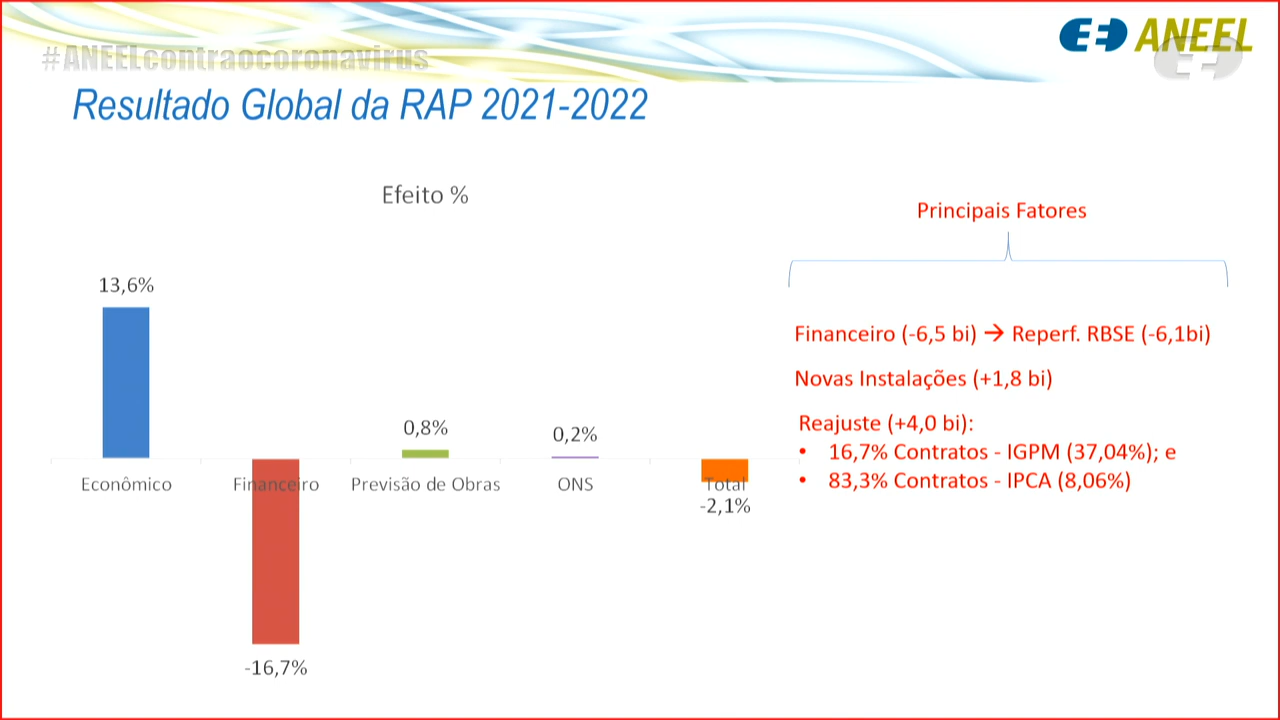 #ANEELcontraocoronavirus
ANEEL
Resultado Global da RAP 2021-2022
Efeito %
13,6%
0,8%
0,2%
Econômico
Financeiro
Previsão de Obras
ONS
Total
-2,1%
-16,7%
Principais Fatores
Financeiro (-6,5 bi) → Reperf. RBSE (-6,1bi)
Novas Instalações (+1,8 bi)
Reajuste (+4,0 bi):
• 16,7% Contratos - IGPM (37,04%); e
• 83,3% Contratos - IPCA (8,06%)